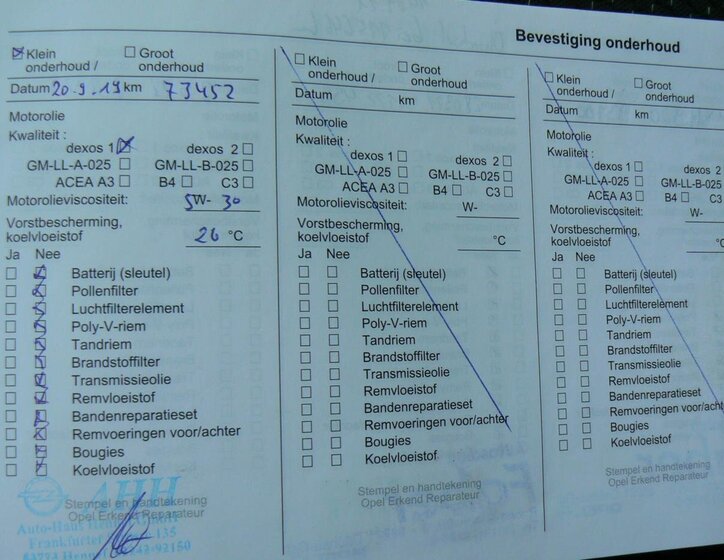 Bevestiging onderhoud
Klein onderhoud /
Groot onderhoud
Datum 20-9-19 km 73452
Motorolie
Kwaliteit :
dexos 1
GM-LL-A-025 GM-LL-B-025
ACEA A3 B4 C3
Motorolieviscositeit: 5W- 30
Vorstbescherming,
koelvloeistof 26 °C
Ja Nee
Batterij (sleutel)
Pollenfilter
Luchtfilterelement
Poly-V-riem
Tandriem
Brandstoffilter
Transmissieolie
Remvloeistof
Bandenreparatieset
Remvoeringen voor/achter
Bougies
Koelvloeistof
Stempel en handtekening
Opel Erkend Reparateur
AHH
Auto-Haus
Frankfurter
Klein onderhoud /
Groot onderhoud
Datum km
Motorolie
Kwaliteit :
dexos 1 dexos 2
GM-LL-A-025 GM-LL-B-025
ACEA A3 B4 C3
Motorolieviscositeit: W-
Vorstbescherming,
koelvloeistof °C
Ja Nee
Batterij (sleutel)
Pollenfilter
Luchtfilterelement
Poly-V-riem
Tandriem
Brandstoffilter
Transmissieolie
Remvloeistof
Bandenreparatieset
Remvoeringen voor/achter
Bougies
Koelvloeistof
Stempel en handtekening
Opel Erkend Reparateur
Klein onderhoud /
Groot onderhoud
Datum km
Motorolie
Kwaliteit :
dexos 1 dexos 2
GM-LL-A-025 GM-LL-B-025
ACEA A3 B4 C3
Motorolieviscositeit: W-
Vorstbescherming,
koelvloeistof °C
Ja Nee
Batterij (sleutel)
Pollenfilter
Luchtfilterelement
Poly-V-riem
Tandriem
Brandstoffilter
Transmissieolie
Remvloeistof
Bandenreparatieset
Remvoeringen voor/acht
Bougies
Koelvloeistof
Stempel en handtekening
Opel Erkend Reparateur